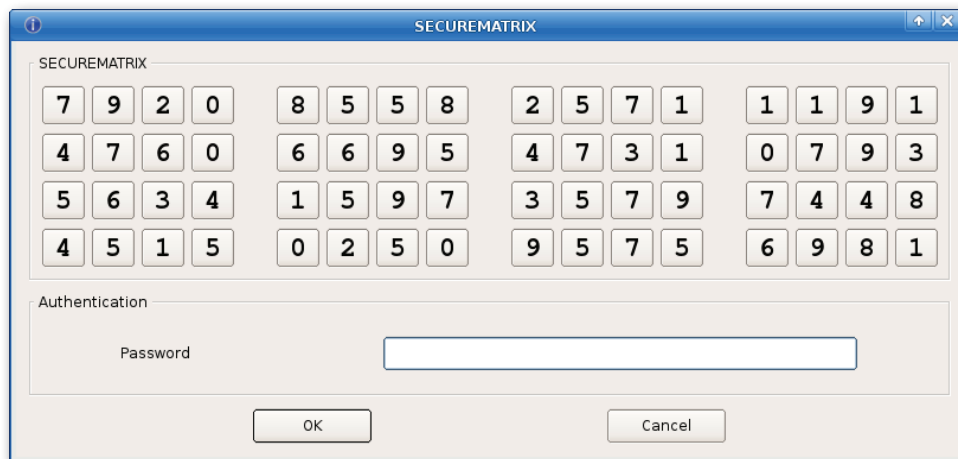 SECUREMATRIX
SECUREMATRIX
7 9 2 0 8 5 5 8 2 5 7 1 1 1 9 1
4 7 6 0 6 6 9 5 4 7 3 1 0 7 9 3
5 6 3 4 1 5 9 7 3 5 7 9 7 4 4 8
4 5 1 5 0 2 5 0 9 5 7 5 6 9 8 1
Authentication
Password
OK Cancel